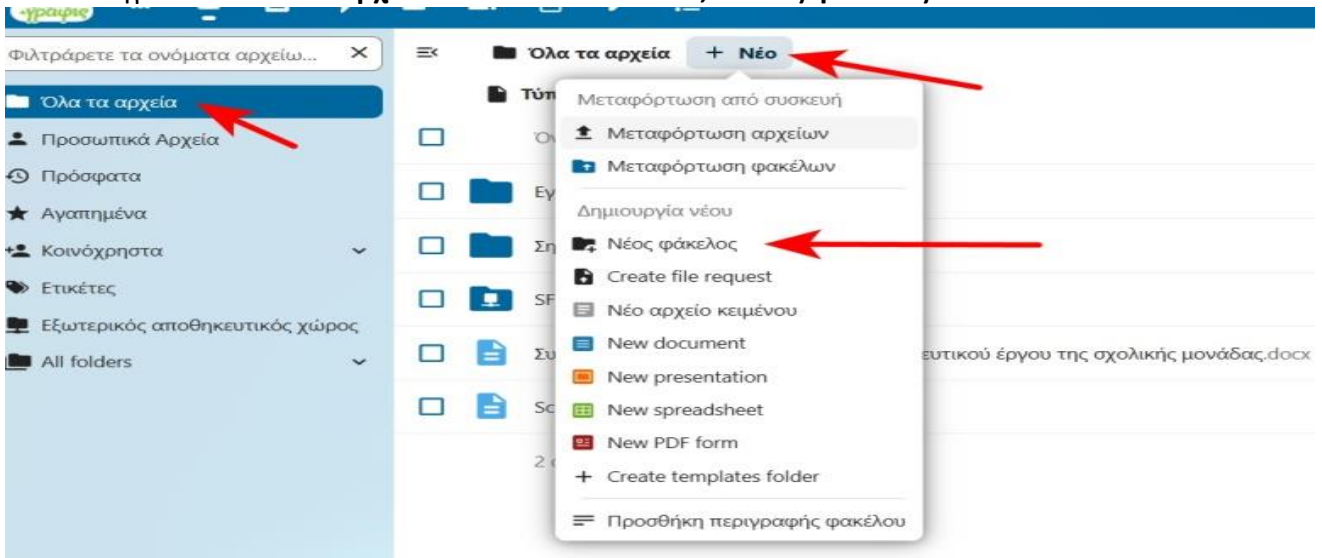 γραφις
Φιλτράρετε τα ονόματα αρχείω...
Όλα τα αρχεία
+ Νέο
Όλα τα αρχεία
Μεταφόρτωση από συσκευή
Προσωπικά Αρχεία
Μεταφόρτωση αρχείων
Πρόσφατα
Μεταφόρτωση φακέλων
Αγαπημένα
Δημιουργία νέου
Κοινόχρηστα
Νέος φάκελος
Ετικέτες
Create file request
SF
Εξωτερικός αποθηκευτικός χώρος
Νέο αρχείο κειμένου
All folders
New document
ευτικού έργου της σχολικής μονάδας.docx
New presentation
New spreadsheet
Sc
New PDF form
+ Create templates folder
Προσθήκη περιγραφής φακέλου